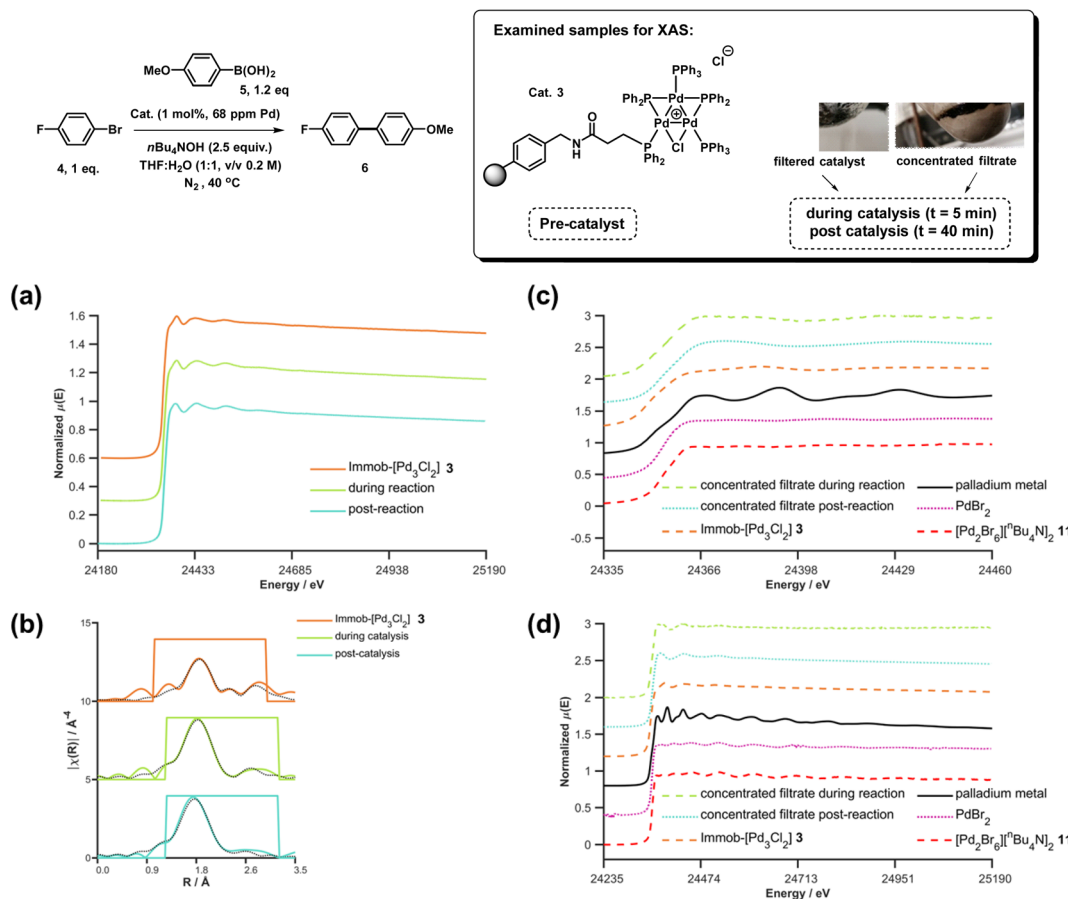 MeO
B(OH)2
5, 1.2 eq
F
Br
4, 1 eq.
Cat. (1 mol%, 68 ppm Pd)
nBu4NOH (2.5 equiv.)
THF:H2O (1:1, v/v 0.2 M)
N2 , 40 oC
F
OMe
6
Examined samples for XAS:
Cat. 3
Cl
PPh3
Ph2P
Pd
PPh2
Pd
Pd
O
N
H
P
Ph2
Cl
PPh3
Pre-catalyst
filtered catalyst
concentrated filtrate
during catalysis (t = 5 min)
post catalysis (t = 40 min)
(a)
Normalized μ(E)
1.6
1.4
1.2
1
0.8
0.6
0.4
0.2
0
Immob-[Pd3Cl2] 3
during reaction
post-reaction
24180
24433
24685
24938
25190
Energy / eV
(c)
Normalized μ(E)
3
2.5
2
1.5
1
0.5
0
-0.5
concentrated filtrate during reaction
concentrated filtrate post-reaction
Immob-[Pd3Cl2] 3
palladium metal
PdBr2
[Pd2Br6][nBu4N]2 11
24335
24366
24398
24429
24460
Energy / eV
(b)
|χ(R)| / Å-4
15
10
5
0
Immob-[Pd3Cl2] 3
during catalysis
post-catalysis
0.0
0.9
1.8
2.6
3.5
R / Å
(d)
Normalized μ(E)
3
2.5
2
1.5
1
0.5
0
concentrated filtrate during reaction
concentrated filtrate post-reaction
Immob-[Pd3Cl2] 3
palladium metal
PdBr2
[Pd2Br6][nBu4N]2 11
24235
24474
24713
24951
25190
Energy / eV